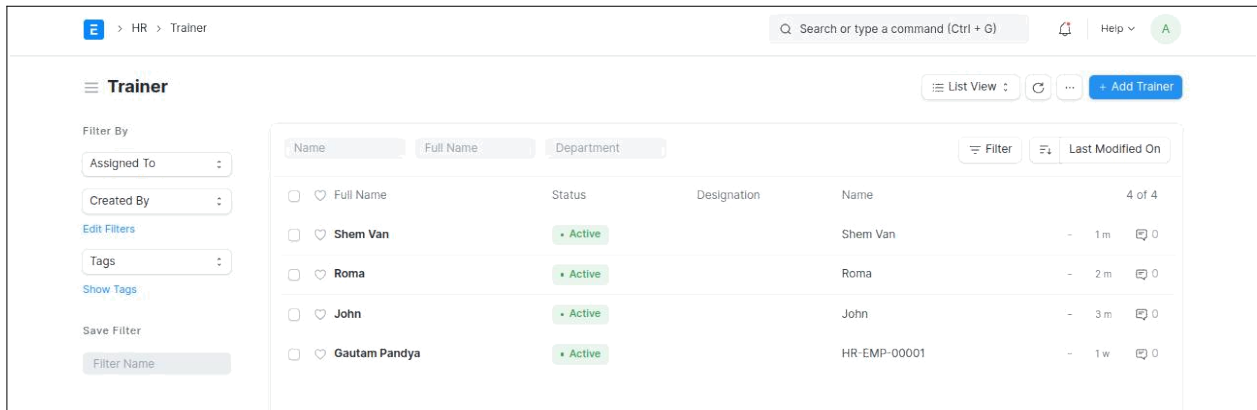 E > HR > Trainer Search or type a command (Ctrl + G) Help A
Trainer List View ... + Add Trainer
Filter By
Name Full Name Department Filter Last Modified On
Assigned To
Created By
Edit Filters
Tags
Show Tags
Save Filter
Filter Name
Full Name Status Designation Name 4 of 4
Shem Van • Active Shem Van - 1 m 0
Roma • Active Roma - 2 m 0
John • Active John - 3 m 0
Gautam Pandya • Active HR-EMP-00001 - 1 w 0